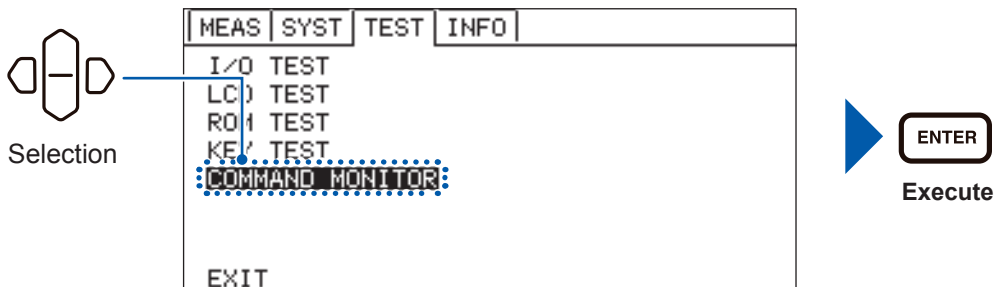 MEAS SYST TEST INFO
I/O TEST
LCD TEST
ROM TEST
KEY TEST
COMMAND MONITOR
EXIT
Selection
ENTER
Execute